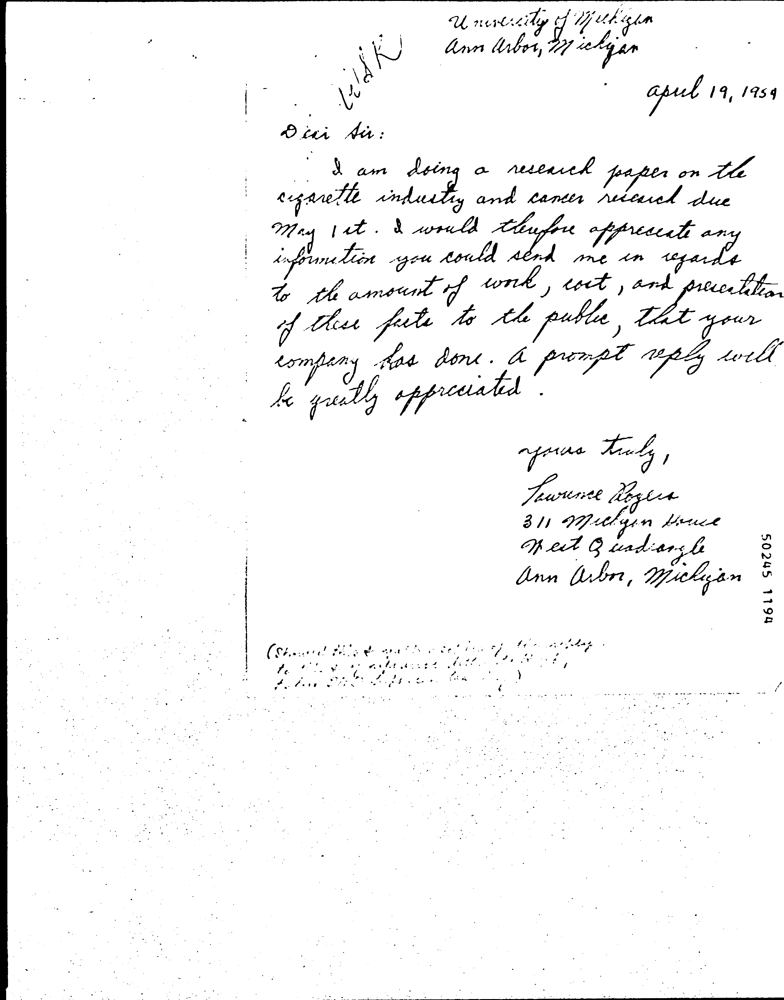 University of Michigan
Ann Arbor, Michigan
April 19, 1959
Dear Sir:
I am doing a research paper on the
cigarette industry and cancer research due
May 1st. I would therefore appreciate any
information you could send me in regards
to the amount of work, cost, and presentation
of these facts to the public, that your
company has done. A prompt reply will
be greatly appreciated.
Yours truly,
Lawrence Rogers
311 Michigan House
West Quadrangle
Ann Arbor, Michigan
50245 1194